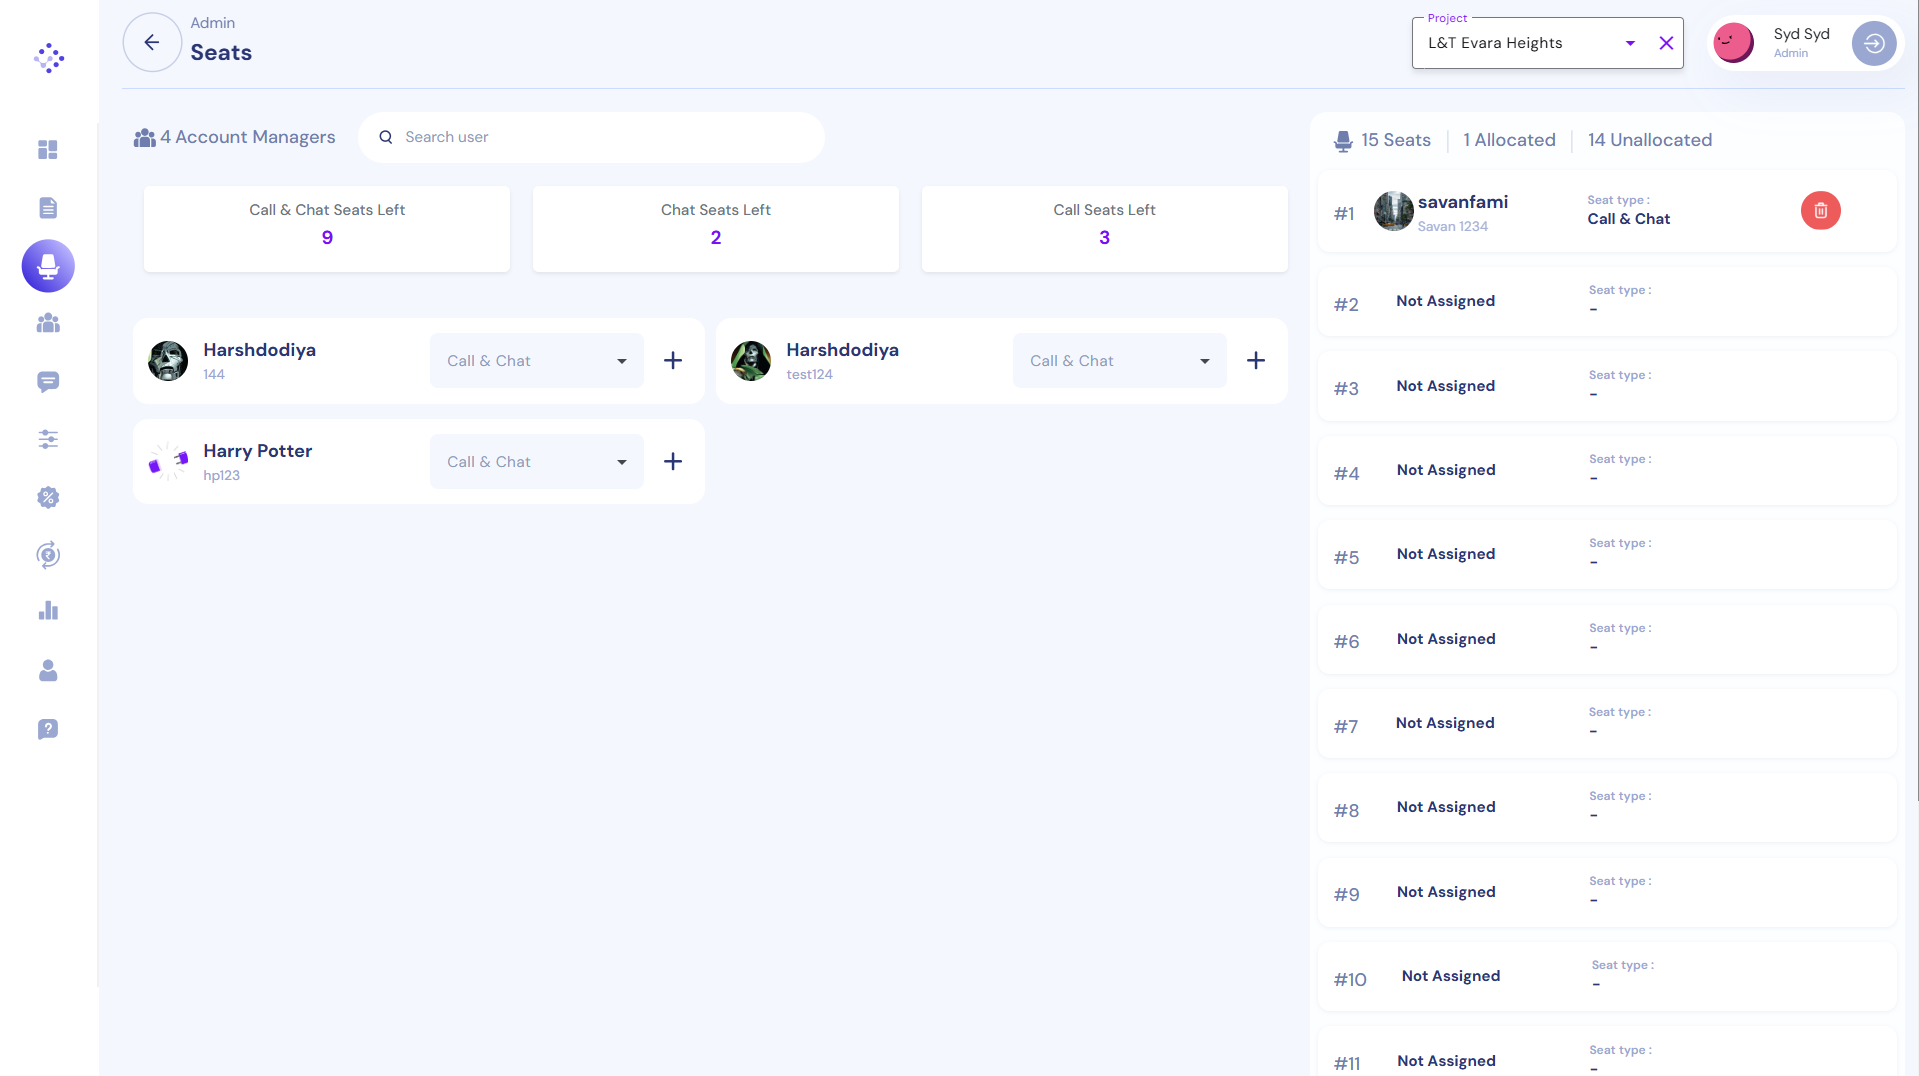 Admin
Seats
Project
L&T Evara Heights
Syd Syd
Admin
4 Account Managers
Search user
Call & Chat Seats Left
9
Chat Seats Left
2
Call Seats Left
3
Harshdodiya
144
Call & Chat
Harshdodiya
test124
Call & Chat
Harry Potter
hp123
Call & Chat
15 Seats
1 Allocated
14 Unallocated
#1
savanfami
Savan 1234
Seat type :
Call & Chat
#2
Not Assigned
Seat type :
-
#3
Not Assigned
Seat type :
-
#4
Not Assigned
Seat type :
-
#5
Not Assigned
Seat type :
-
#6
Not Assigned
Seat type :
-
#7
Not Assigned
Seat type :
-
#8
Not Assigned
Seat type :
-
#9
Not Assigned
Seat type :
-
#10
Not Assigned
Seat type :
-
#11
Not Assigned
Seat type :
-